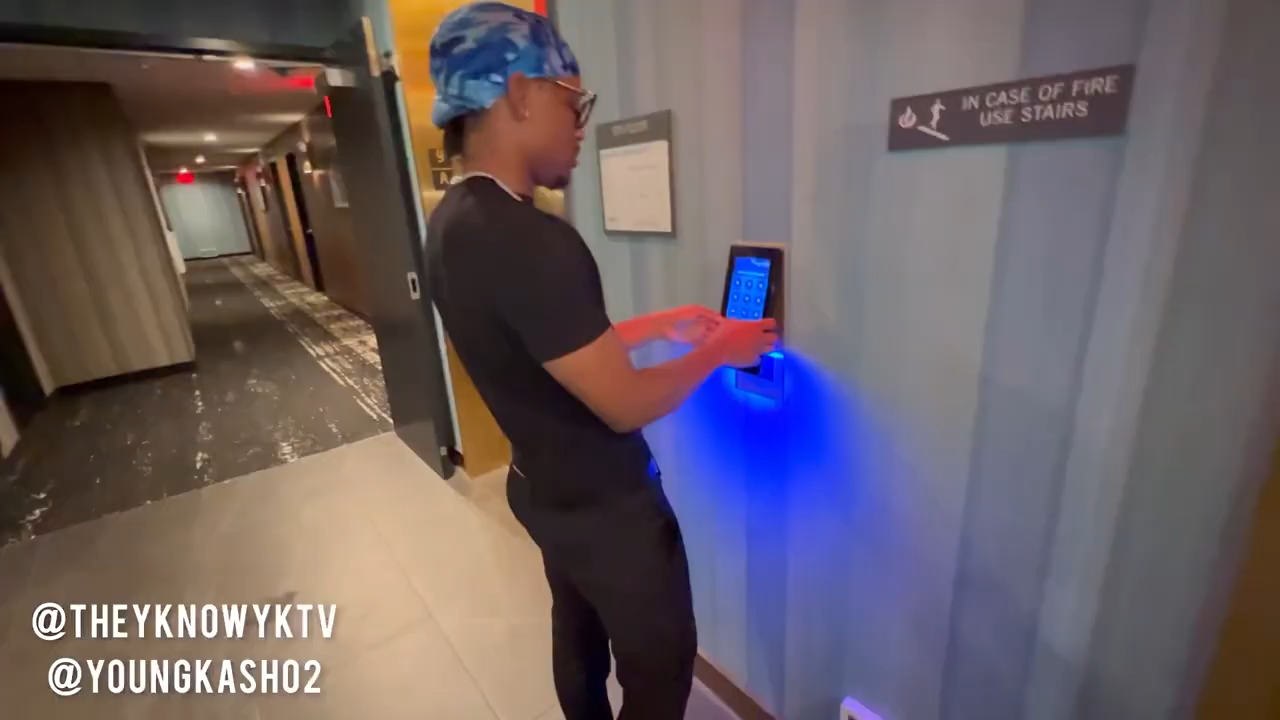 IN CASE OF FIRE
USE STAIRS
@THEYKNOWYKTV
@YOUNGKASH02